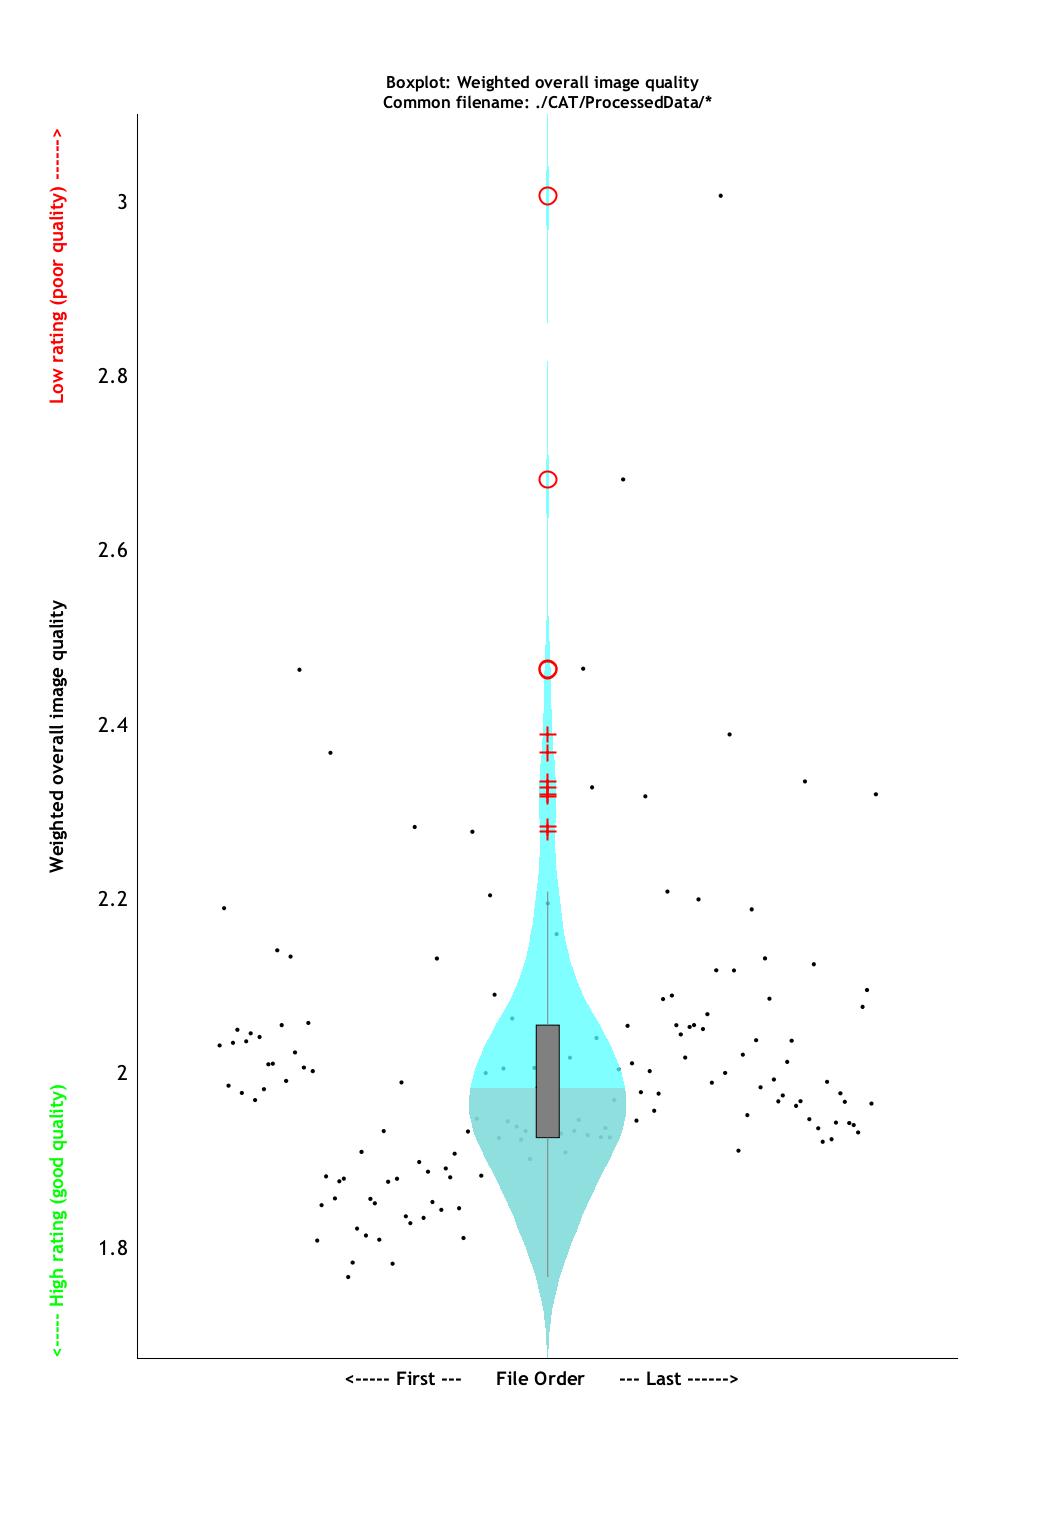 Boxplot: Weighted overall image quality
Common filename: ./CAT/ProcessedData/*
Low rating (poor quality) ------>
Weighted overall image quality
<----- High rating (good quality)
3
2.8
2.6
2.4
2.2
2
1.8
<----- First --- File Order --- Last ------>